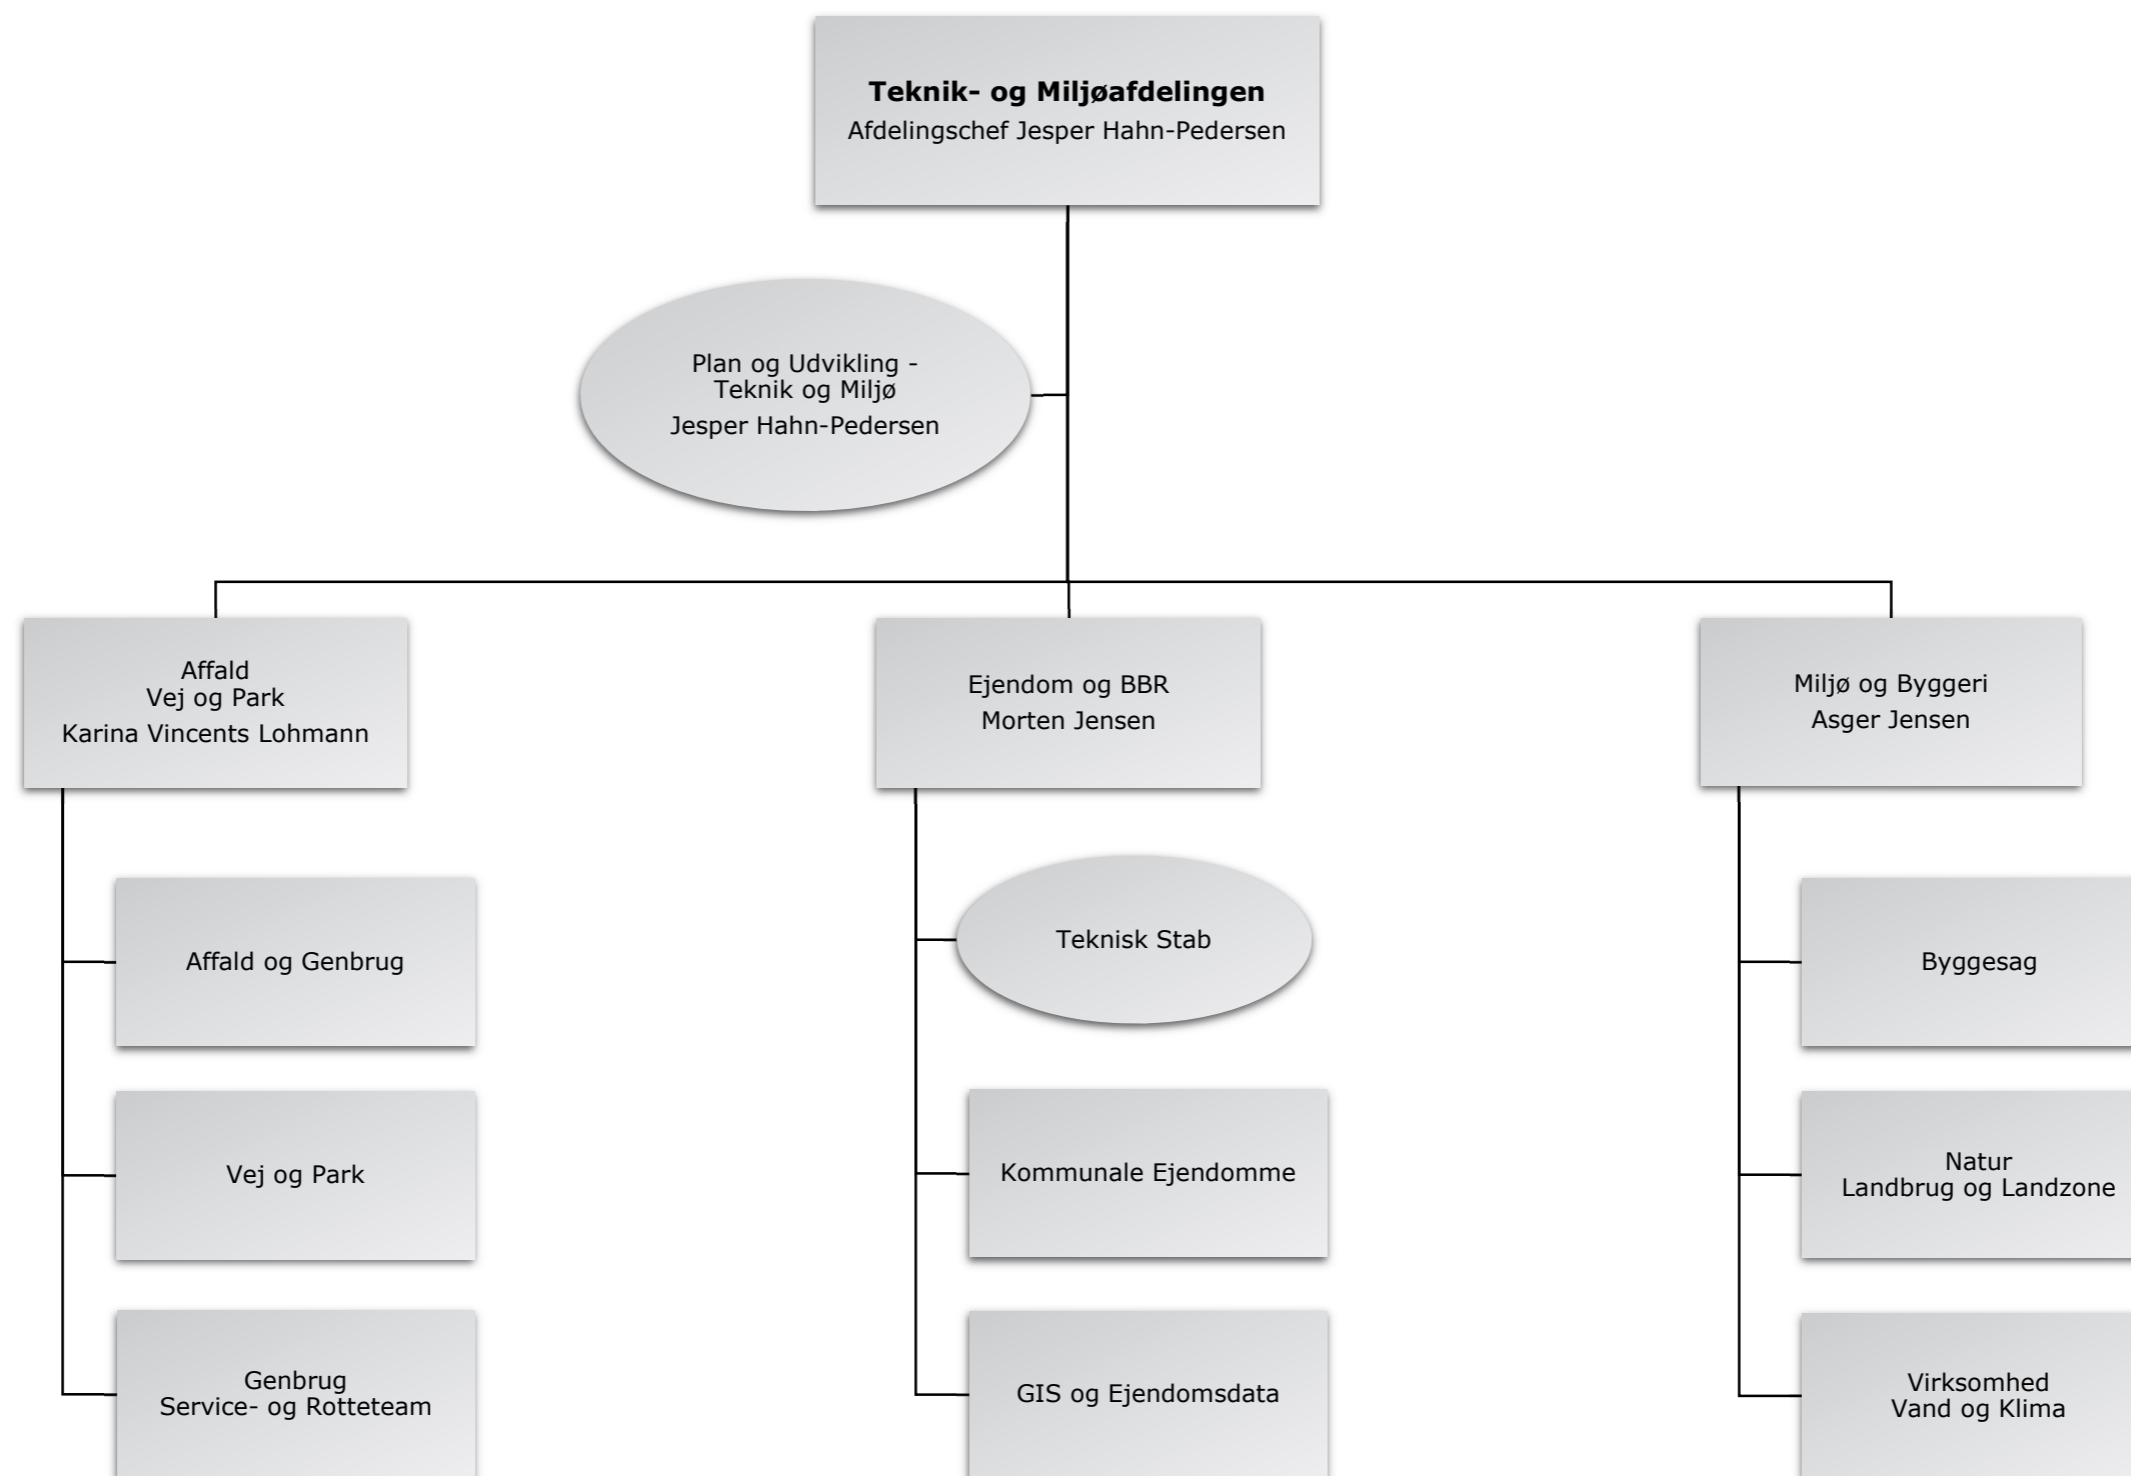 Teknik- og Miljøafdelingen
Afdelingschef Jesper Hahn-Pedersen
Plan og Udvikling -
Teknik og Miljø
Jesper Hahn-Pedersen
Affald
Vej og Park
Karina Vincents Lohmann
Ejendom og BBR
Morten Jensen
Miljø og Byggeri
Asger Jensen
Affald og Genbrug
Vej og Park
Genbrug
Service- og Rotteteam
Teknisk Stab
Kommunale Ejendomme
GIS og Ejendomsdata
Byggesag
Natur
Landbrug og Landzone
Virksomhed
Vand og Klima